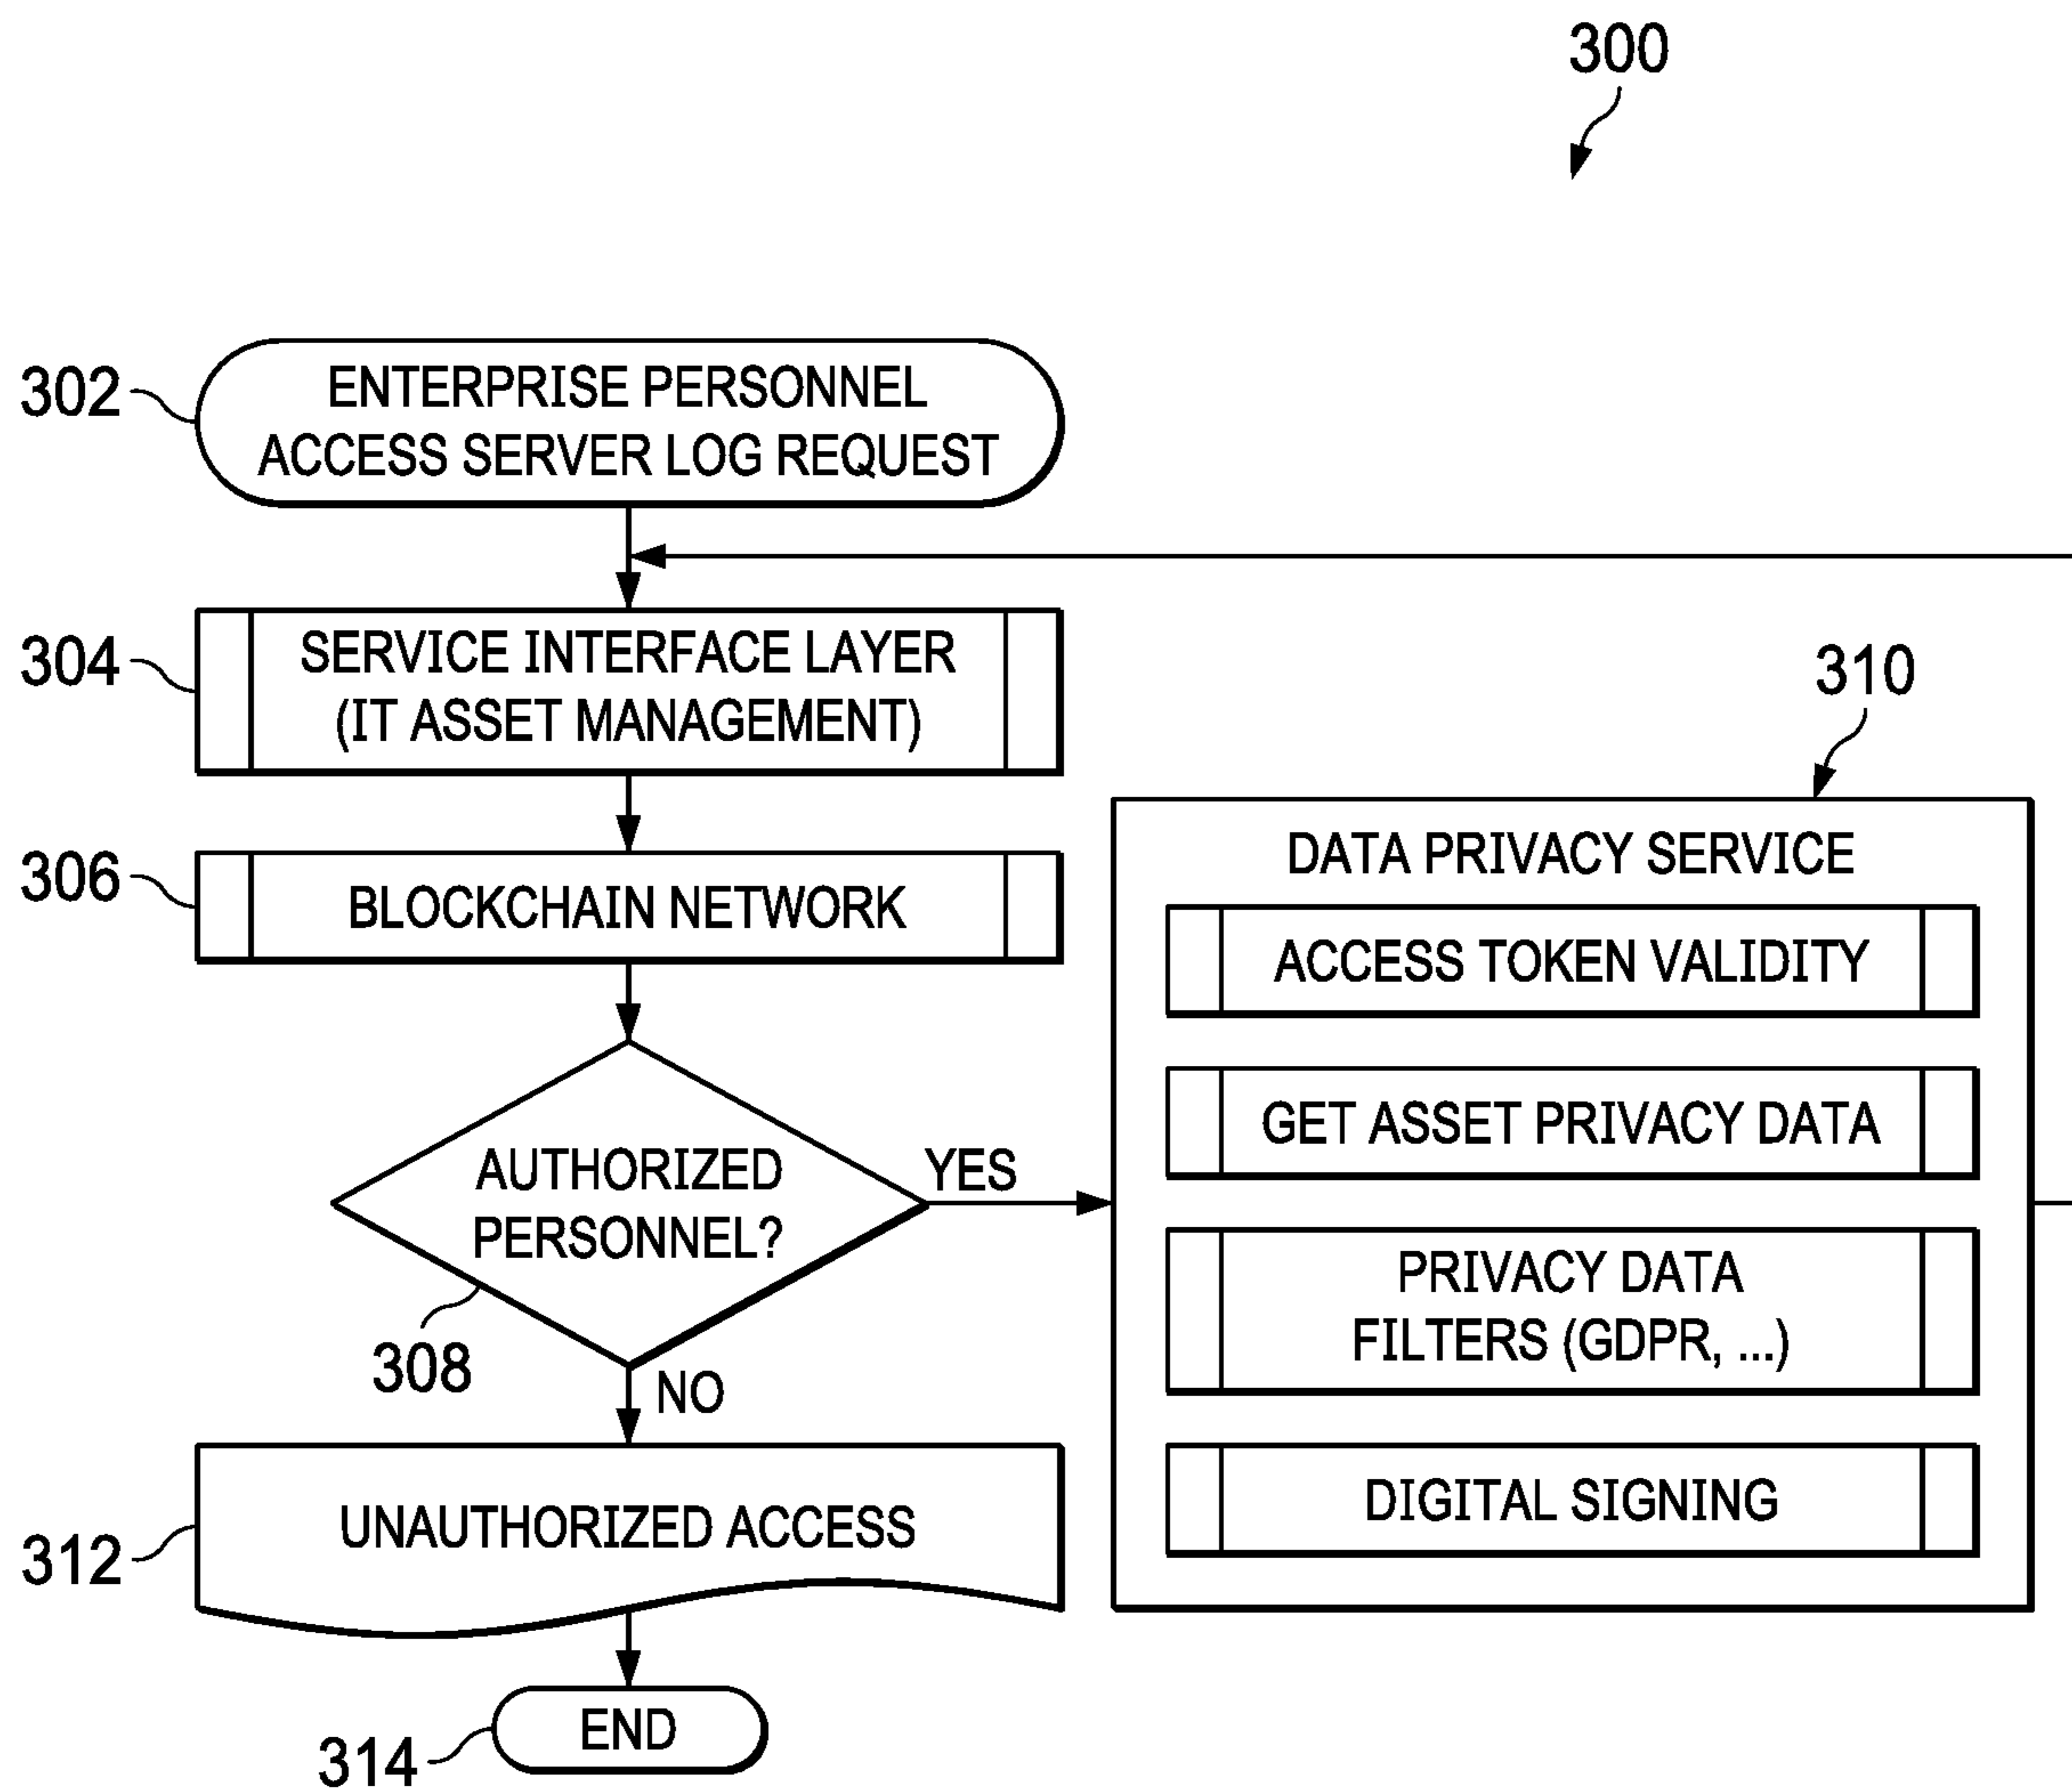 300
302
ENTERPRISE PERSONNEL
ACCESS SERVER LOG REQUEST
304
SERVICE INTERFACE LAYER
(IT ASSET MANAGEMENT)
306
BLOCKCHAIN NETWORK
AUTHORIZED
PERSONNEL?
308
YES
NO
310
DATA PRIVACY SERVICE
ACCESS TOKEN VALIDITY
GET ASSET PRIVACY DATA
PRIVACY DATA
FILTERS (GDPR, ...)
DIGITAL SIGNING
312
UNAUTHORIZED ACCESS
314
END